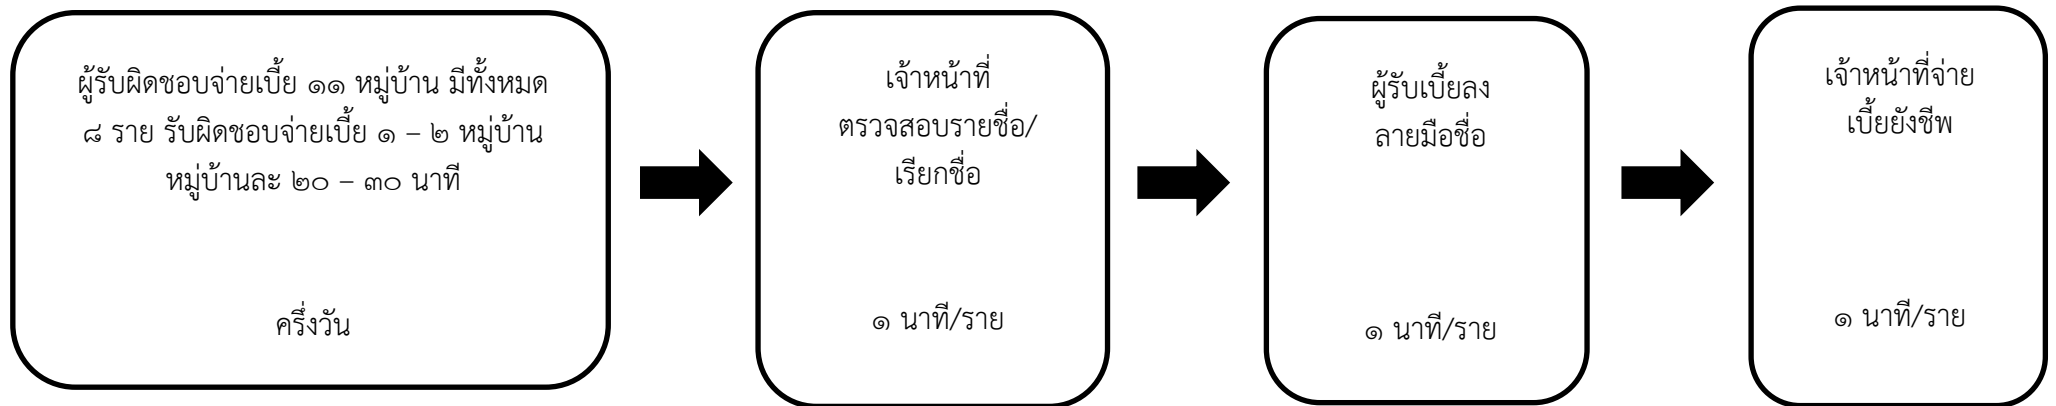 ผู้รับผิดชอบจ่ายเบี้ย ๑๑ หมู่บ้าน มีทั้งหมด
๘ ราย รับผิดชอบจ่ายเบี้ย ๑ – ๒ หมู่บ้าน
หมู่บ้านละ ๒๐ – ๓๐ นาที
ครึ่งวัน
เจ้าหน้าที่
ตรวจสอบรายชื่อ/
เรียกชื่อ
๑ นาที/ราย
ผู้รับเบี้ยลง
ลายมือชื่อ
๑ นาที/ราย
เจ้าหน้าที่จ่าย
เบี้ยยังชีพ
๑ นาที/ราย